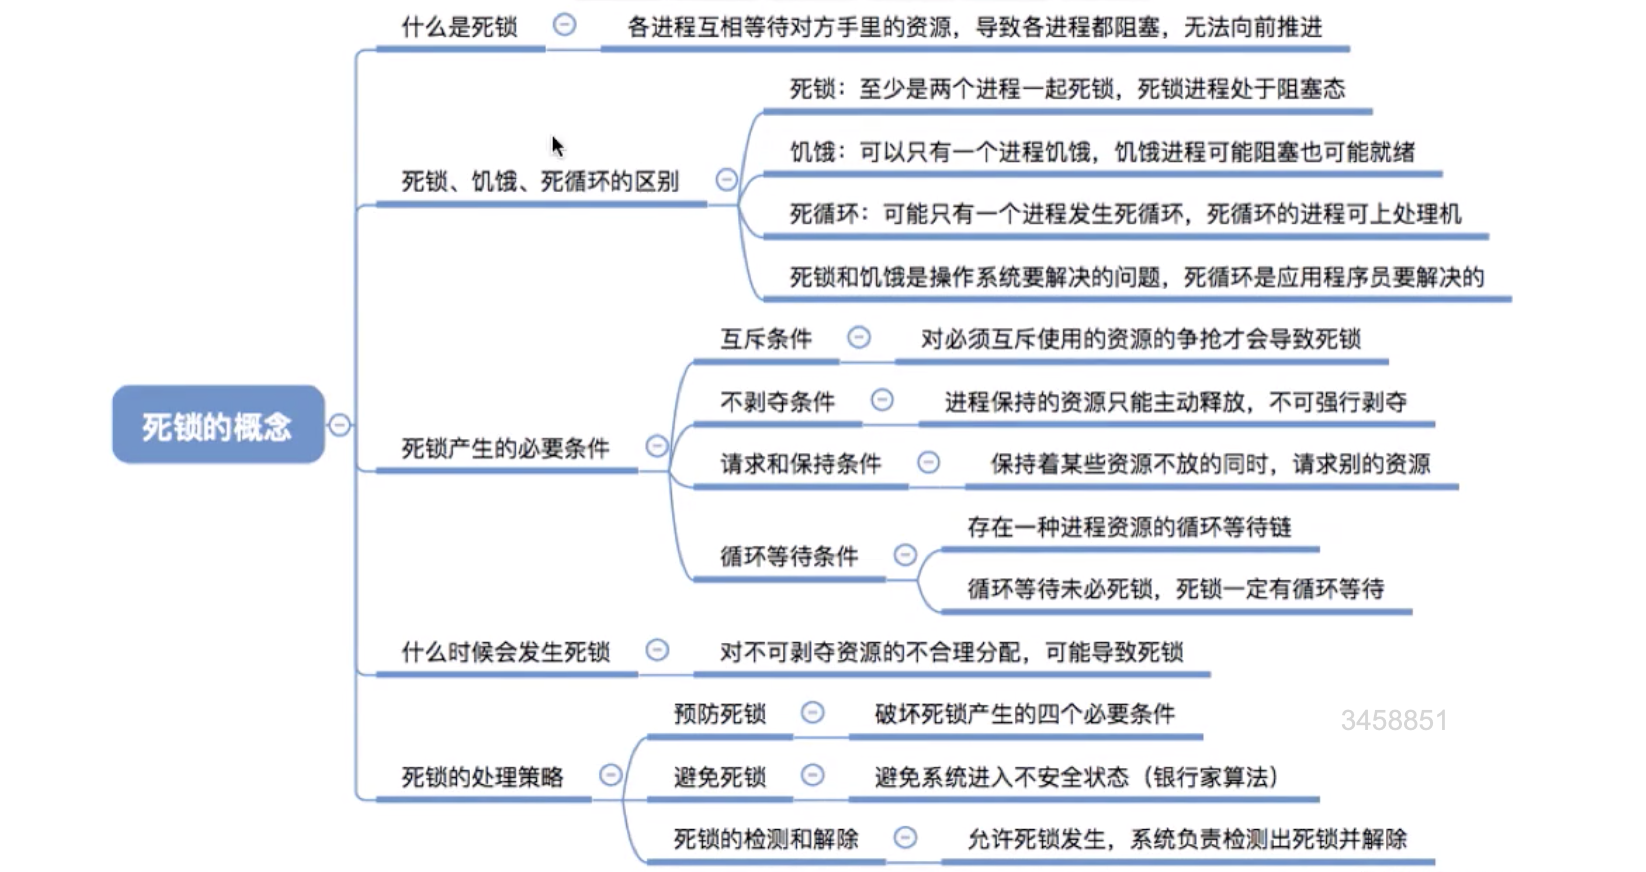 什么是死锁
各进程互相等待对方手里的资源，导致各进程都阻塞，无法向前推进
死锁、饥饿、死循环的区别
死锁：至少是两个进程一起死锁，死锁进程处于阻塞态
饥饿：可以只有一个进程饥饿，饥饿进程可能阻塞也可能就绪
死循环：可能只有一个进程发生死循环，死循环的进程可上处理机
死锁和饥饿是操作系统要解决的问题，死循环是应用程序员要解决的
死锁的概念
死锁产生的必要条件
互斥条件
对必须互斥使用的资源的争抢才会导致死锁
不剥夺条件
进程保持的资源只能主动释放，不可强行剥夺
请求和保持条件
保持着某些资源不放的同时，请求别的资源
循环等待条件
存在一种进程资源的循环等待链
循环等待未必死锁，死锁一定有循环等待
什么时候会发生死锁
对不可剥夺资源的不合理分配，可能导致死锁
死锁的处理策略
预防死锁
破坏死锁产生的四个必要条件
避免死锁
避免系统进入不安全状态（银行家算法）
死锁的检测和解除
允许死锁发生，系统负责检测出死锁并解除
3458851